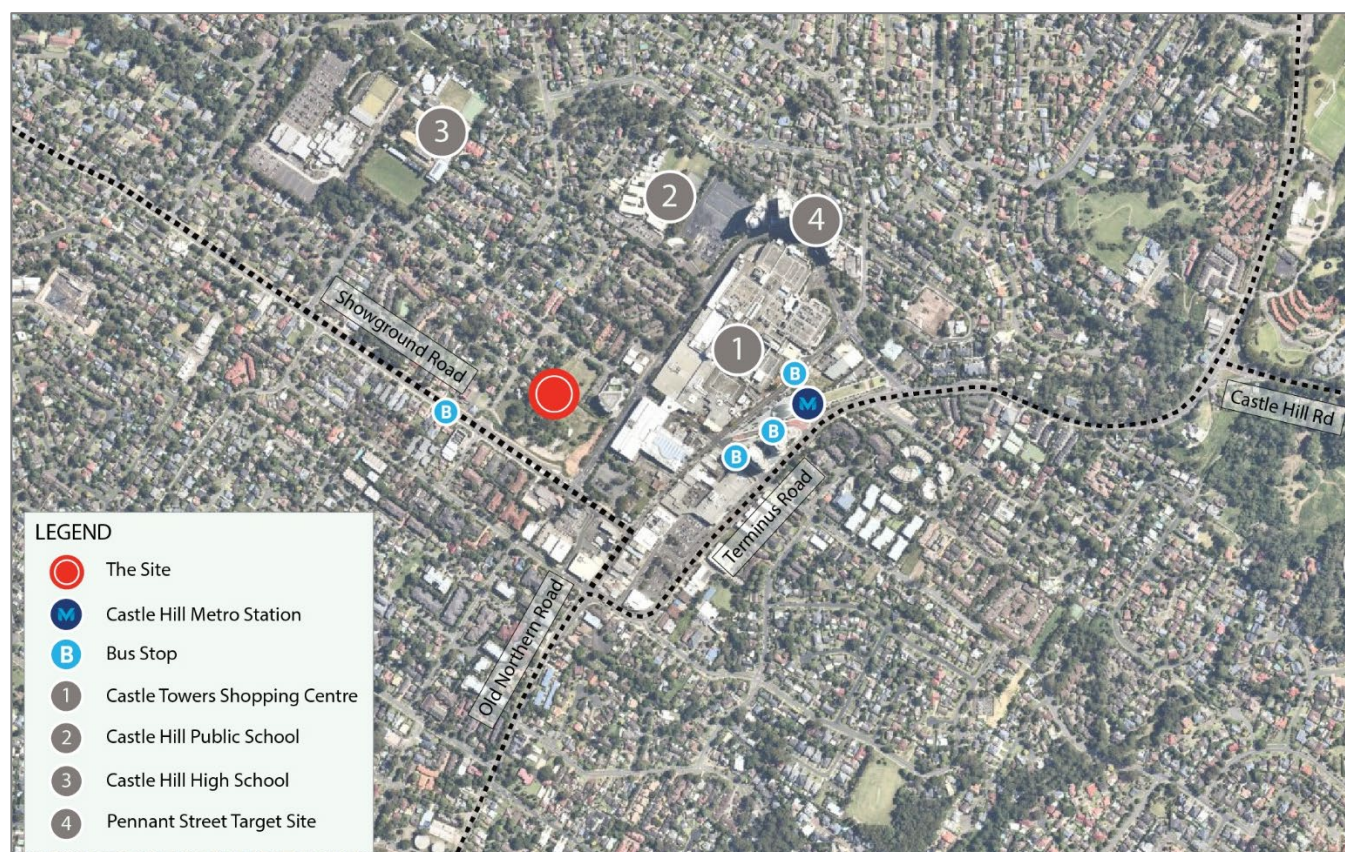 3
2
4
1
Showground Road
B
B
M
B
B
Castle Hill Rd
Terminus Road
Old Northern Road
LEGEND
The Site
M Castle Hill Metro Station
B Bus Stop
1 Castle Towers Shopping Centre
2 Castle Hill Public School
3 Castle Hill High School
4 Pennant Street Target Site